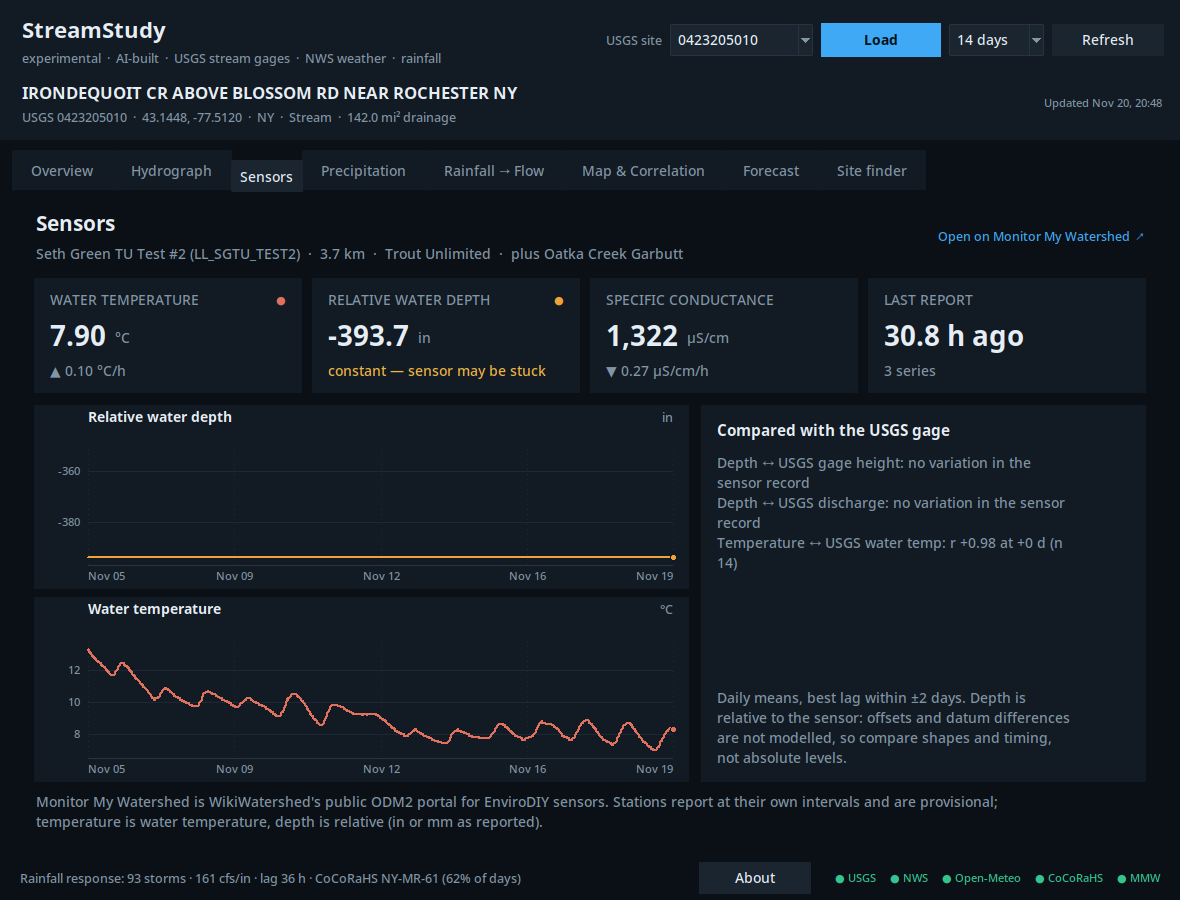 StreamStudy
experimental · AI-built · USGS stream gages · NWS weather · rainfall
USGS site
0423205010
Load
14 days
Refresh
IRONDEQUOIT CR ABOVE BLOSSOM RD NEAR ROCHESTER NY
USGS 0423205010 · 43.1448, -77.5120 · NY · Stream · 142.0 mi² drainage
Updated Nov 20, 20:48
Overview
Hydrograph
Sensors
Precipitation
Rainfall → Flow
Map & Correlation
Forecast
Site finder
Sensors
Seth Green TU Test #2 (LL_SGTU_TEST2) · 3.7 km · Trout Unlimited · plus Oatka Creek Garbutt
Open on Monitor My Watershed ↗
WATER TEMPERATURE
7.90 °C
▲ 0.10 °C/h
RELATIVE WATER DEPTH
-393.7 in
constant — sensor may be stuck
SPECIFIC CONDUCTANCE
1,322 µS/cm
▼ 0.27 µS/cm/h
LAST REPORT
30.8 h ago
3 series
Relative water depth
in
-360
-380
Nov 05
Nov 09
Nov 12
Nov 16
Nov 19
Water temperature
°C
12
10
8
Nov 05
Nov 09
Nov 12
Nov 16
Nov 19
Compared with the USGS gage
Depth ↔ USGS gage height: no variation in the
sensor record
Depth ↔ USGS discharge: no variation in the sensor
record
Temperature ↔ USGS water temp: r +0.98 at +0 d (n
14)
Daily means, best lag within ±2 days. Depth is
relative to the sensor: offsets and datum differences
are not modelled, so compare shapes and timing,
not absolute levels.
Monitor My Watershed is WikiWatershed's public ODM2 portal for EnviroDIY sensors. Stations report at their own intervals and are provisional;
temperature is water temperature, depth is relative (in or mm as reported).
Rainfall response: 93 storms · 161 cfs/in · lag 36 h · CoCoRaHS NY-MR-61 (62% of days)
About
USGS
NWS
Open-Meteo
CoCoRaHS
MMW